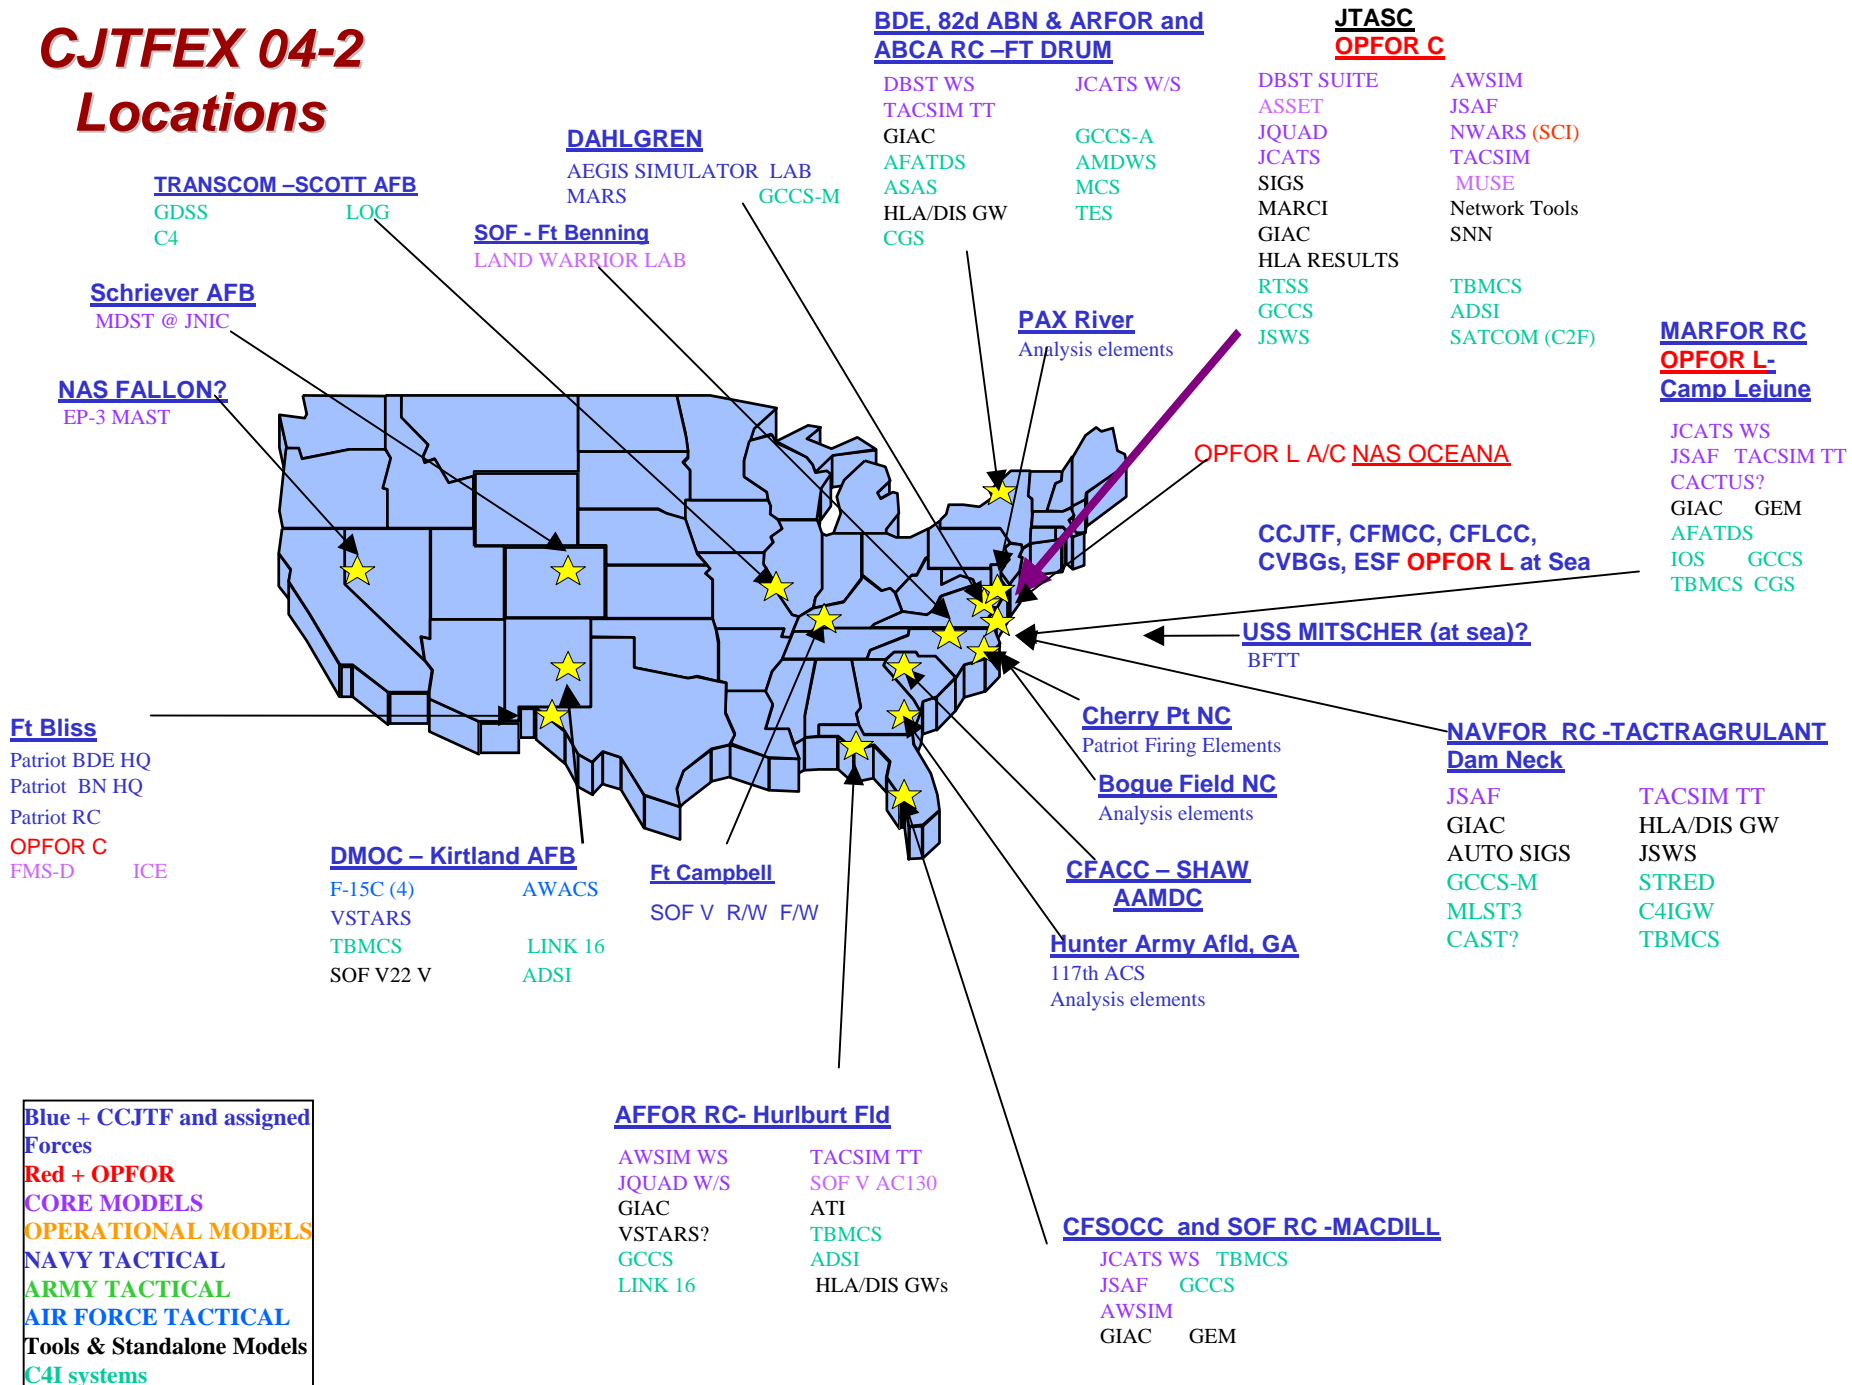 CJTFEX 04-2
Locations
BDE, 82d ABN & ARFOR and
ABCA RC –FT DRUM
DBST WS JCATS W/S
TACSIM TT
GIAC GCCS-A
AFATDS AMDWS
ASAS MCS
HLA/DIS GW TES
CGS
JTASC
OPFOR C
DBST SUITE AWSIM
ASSET JSAF
JQUAD NWARS (SCI)
JCATS TACSIM
SIGS MUSE
MARCI Network Tools
GIAC SNN
HLA RESULTS
RTSS TBMCS
GCCS ADSI
JSWS SATCOM (C2F)
DAHLGREN
AEGIS SIMULATOR LAB
MARS GCCS-M
TRANSCOM –SCOTT AFB
GDSS LOG
C4
SOF - Ft Benning
LAND WARRIOR LAB
Schriever AFB
MDST @ JNIC
PAX River
Analysis elements
NAS FALLON?
EP-3 MAST
MARFOR RC
OPFOR L-
Camp Lejune
JCATS WS
JSAF TACSIM TT
CACTUS?
GIAC GEM
AFATDS
IOS GCCS
TBMCS CGS
OPFOR L A/C NAS OCEANA
CCJTF, CFMCC, CFLCC,
CVBGs, ESF OPFOR L at Sea
USS MITSCHER (at sea)?
BFTT
Ft Bliss
Patriot BDE HQ
Patriot BN HQ
Patriot RC
OPFOR C
FMS-D ICE
Cherry Pt NC
Patriot Firing Elements
Bogue Field NC
Analysis elements
NAVFOR RC -TACTRAGRULANT
Dam Neck
JSAF TACSIM TT
GIAC HLA/DIS GW
AUTO SIGS JSWS
GCCS-M STRED
MLST3 C4IGW
CAST? TBMCS
DMOC – Kirtland AFB
F-15C (4) AWACS
VSTARS
TBMCS LINK 16
SOF V22 V ADSI
Ft Campbell
SOF V R/W F/W
CFACC – SHAW
AAMDC
Hunter Army Afld, GA
117th ACS
Analysis elements
AFFOR RC- Hurlburt Fld
AWSIM WS TACSIM TT
JQUAD W/S SOF V AC130
GIAC ATI
VSTARS? TBMCS
GCCS ADSI
LINK 16 HLA/DIS GWs
CFSOCC and SOF RC -MACDILL
JCATS WS TBMCS
JSAF GCCS
AWSIM
GIAC GEM
Blue + CCJTF and assigned
Forces
Red + OPFOR
CORE MODELS
OPERATIONAL MODELS
NAVY TACTICAL
ARMY TACTICAL
AIR FORCE TACTICAL
Tools & Standalone Models
C4I systems